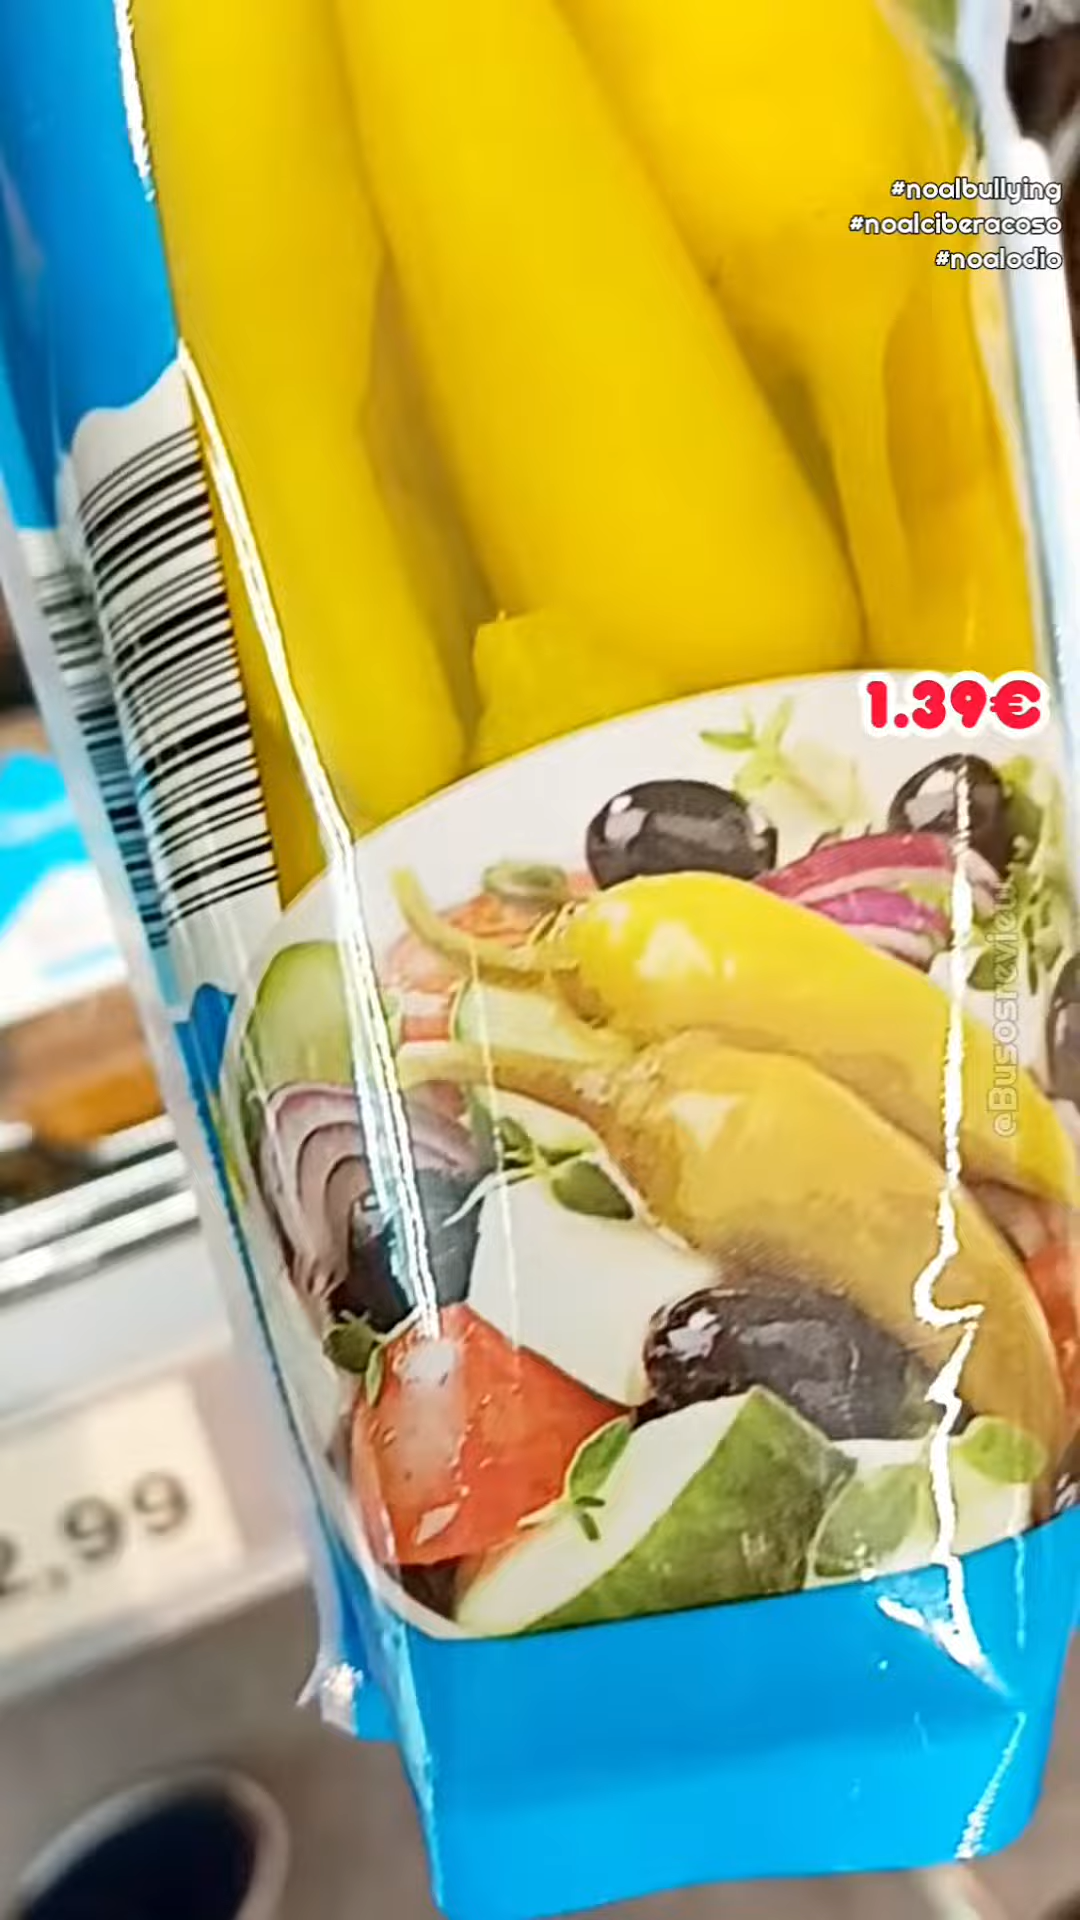 #noalbullying
#noalciberacoso
#noalodio
1.39€
@Busosreview
2,99